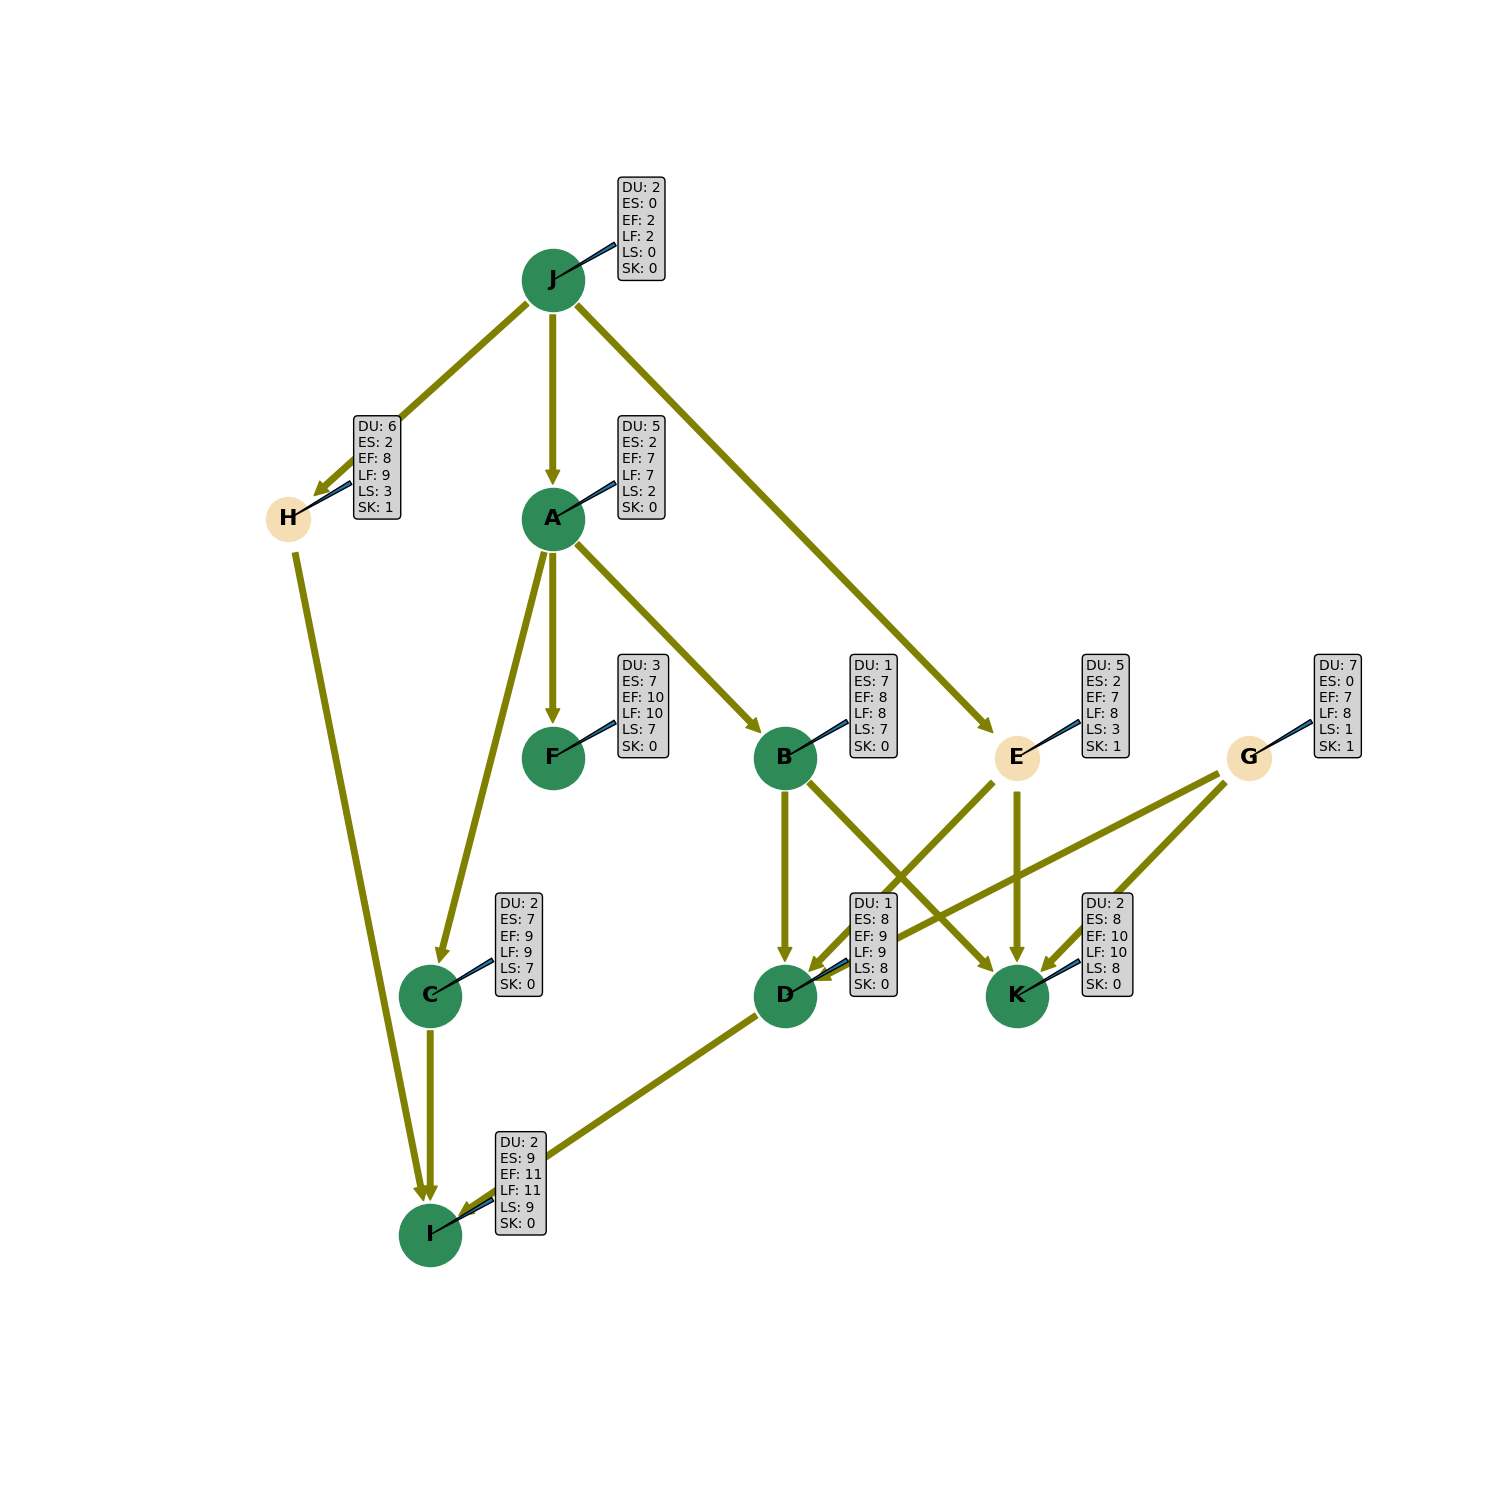 DU: 2
ES: 0
EF: 2
LF: 2
LS: 0
SK: 0
J
DU: 6
ES: 2
EF: 8
LF: 9
LS: 3
SK: 1
H
DU: 5
ES: 2
EF: 7
LF: 7
LS: 2
SK: 0
A
DU: 3
ES: 7
EF: 10
LF: 10
LS: 7
SK: 0
F
DU: 1
ES: 7
EF: 8
LF: 8
LS: 7
SK: 0
B
DU: 5
ES: 2
EF: 7
LF: 8
LS: 3
SK: 1
E
DU: 7
ES: 0
EF: 7
LF: 8
LS: 1
SK: 1
G
DU: 2
ES: 7
EF: 9
LF: 9
LS: 7
SK: 0
C
DU: 1
ES: 8
EF: 9
LF: 9
LS: 8
SK: 0
D
DU: 2
ES: 8
EF: 10
LF: 10
LS: 8
SK: 0
K
DU: 2
ES: 9
EF: 11
LF: 11
LS: 9
SK: 0
I